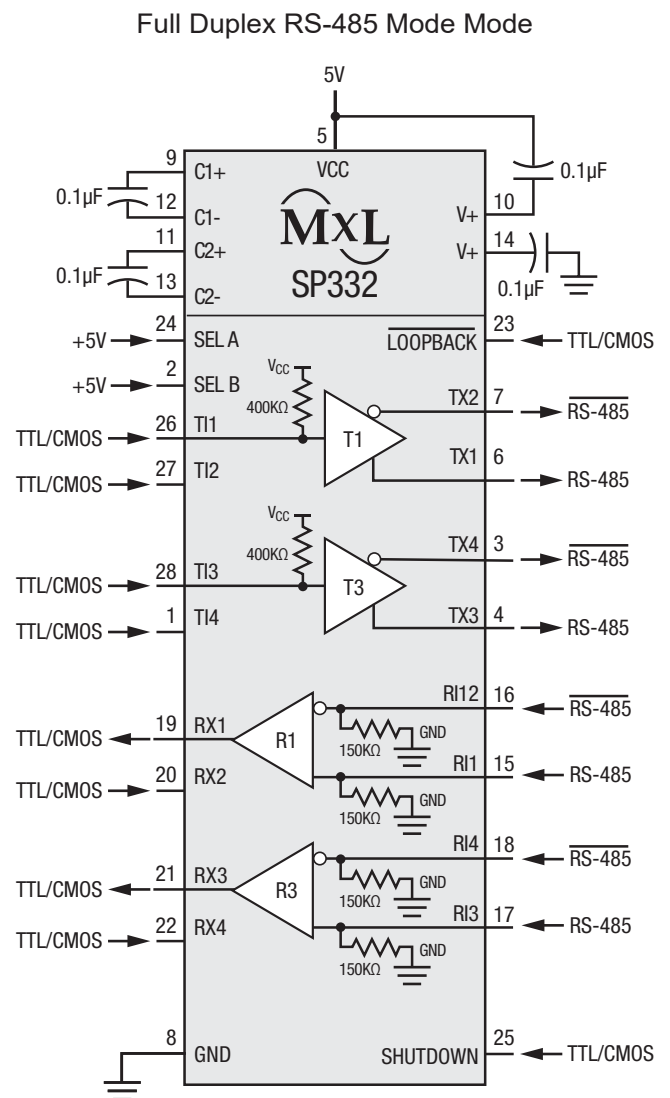 Full Duplex RS-485 Mode Mode
5V
5
VCC
9
C1+
0.1µF
12
C1-
11
C2+
0.1µF
13
C2-
MxL
SP332
0.1µF
V+
10
V+
14
0.1µF
+5V
24
SEL A
LOOPBACK
23
TTL/CMOS
+5V
2
SEL B
VCC
400KΩ
TTL/CMOS
26
TI1
T1
TX2
7
RS-485
TX1
6
RS-485
TTL/CMOS
27
TI2
VCC
400KΩ
TTL/CMOS
28
TI3
T3
TX4
3
RS-485
TX3
4
RS-485
TTL/CMOS
1
TI4
TTL/CMOS
19
RX1
R1
RI12
16
RS-485
150KΩ
GND
RI1
15
RS-485
150KΩ
GND
TTL/CMOS
20
RX2
TTL/CMOS
21
RX3
R3
RI4
18
RS-485
150KΩ
GND
RI3
17
RS-485
150KΩ
GND
TTL/CMOS
22
RX4
8
GND
SHUTDOWN
25
TTL/CMOS